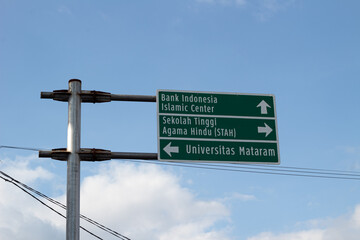 Bank Indonesia
Islamic Center
Sekolah Tinggi
Agama Hindu (STAH)
Universitas Mataram